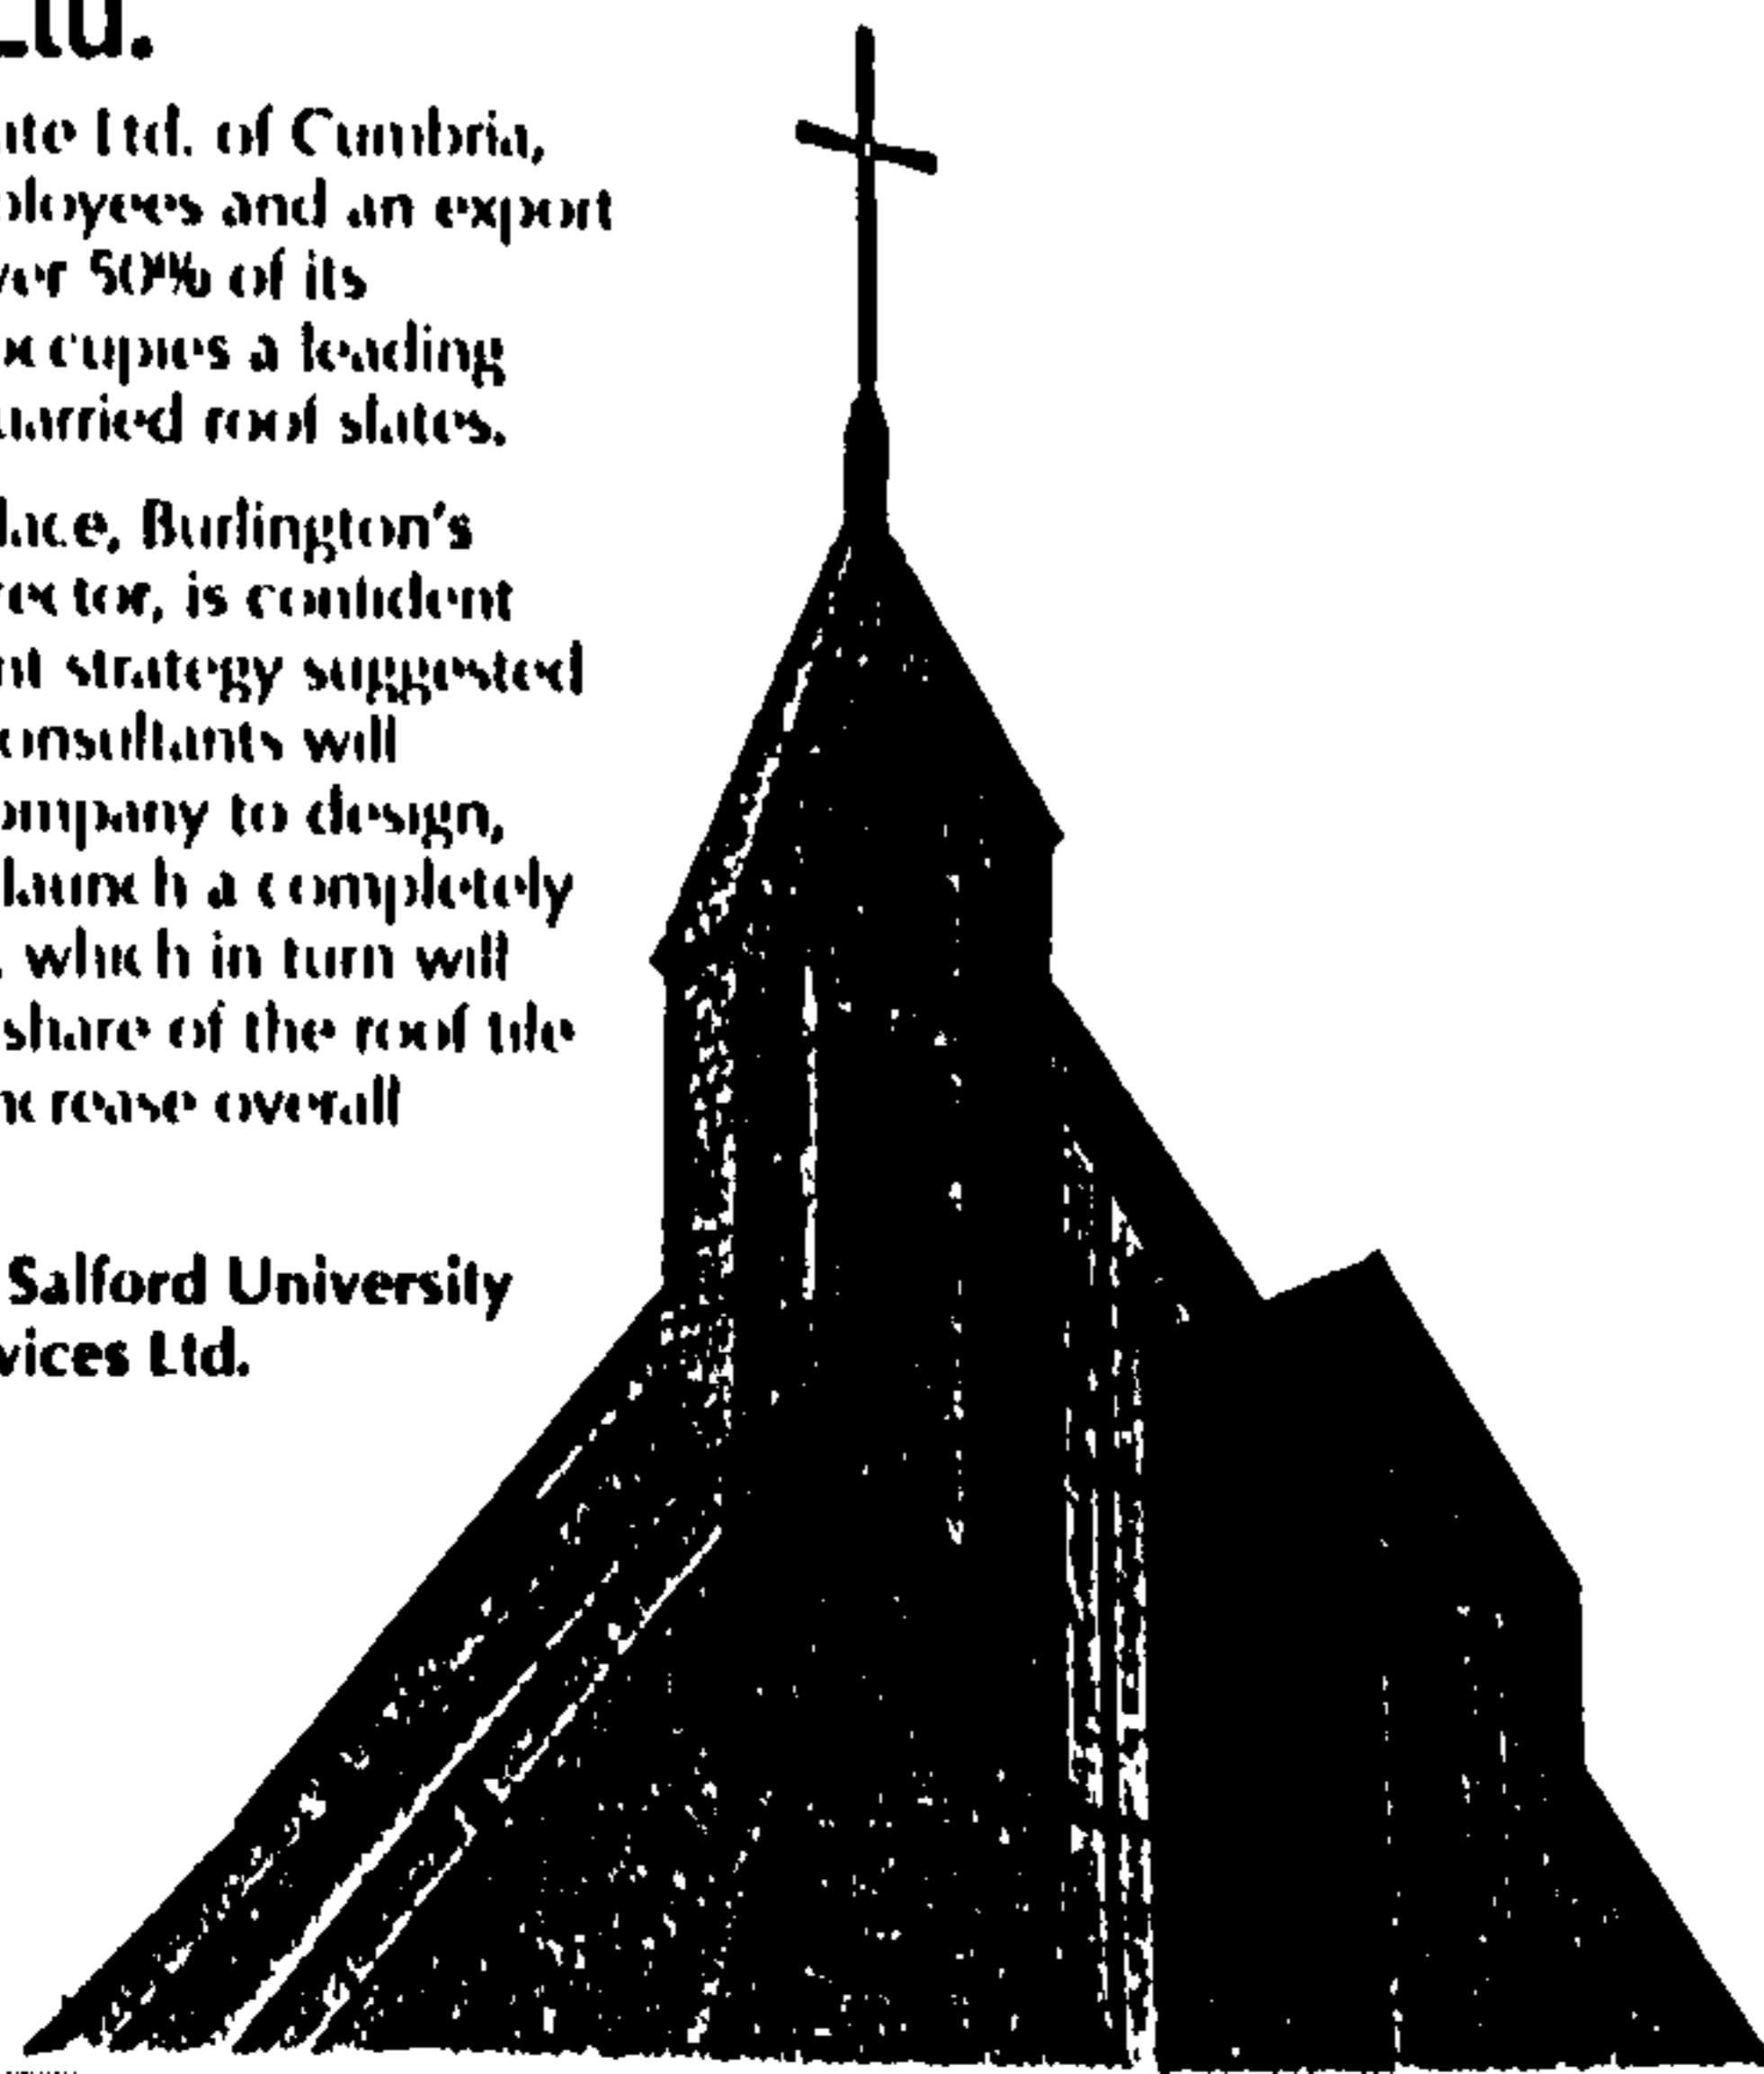 Ltd.
ate Ltd. of Cumbria,
ployees and an export
ver 50% of its
occupies a leading
uarried roof slates.
lace, Burlington's
rector, is confident
nt strategy suggested
consultants will
ompany to design,
launch a completely
, which in turn will
share of the roof tile
ncrease overall
Salford University
vices Ltd.